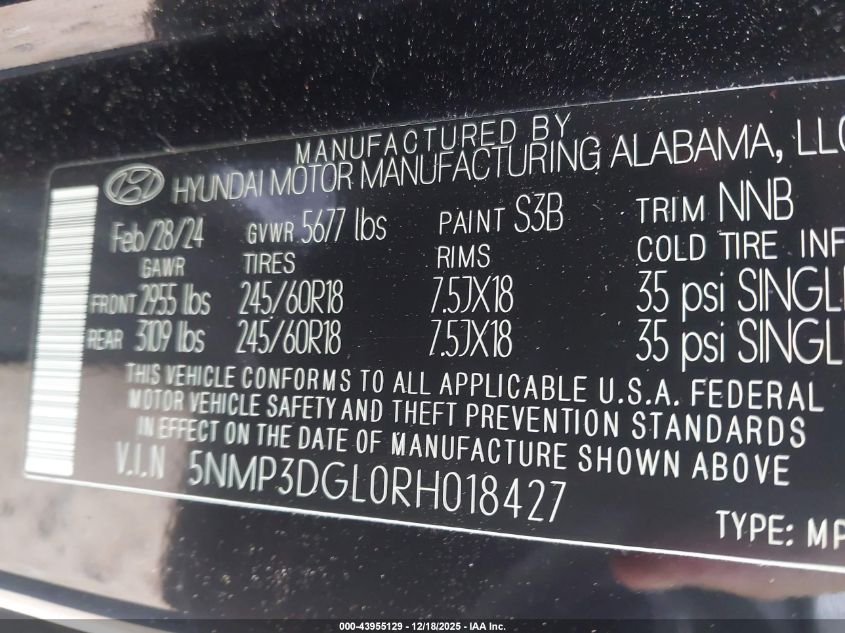 MANUFACTURED BY
HYUNDAI MOTOR MANUFACTURING ALABAMA, LLC
Feb/28/24 GVWR 5677 lbs PAINT S3B TRIM NNB
GAWR TIRES RIMS COLD TIRE INF
FRONT 2955 lbs 245/60R18 7.5JX18 35 psi SINGL
REAR 3109 lbs 245/60R18 7.5JX18 35 psi SINGL
THIS VEHICLE CONFORMS TO ALL APPLICABLE U.S.A. FEDERAL
MOTOR VEHICLE SAFETY AND THEFT PREVENTION STANDARDS
IN EFFECT ON THE DATE OF MANUFACTURE SHOWN ABOVE
V.I.N 5NMP3DGL0RH018427
TYPE: MP
000-43955129 - 12/18/2025 - IAA Inc.